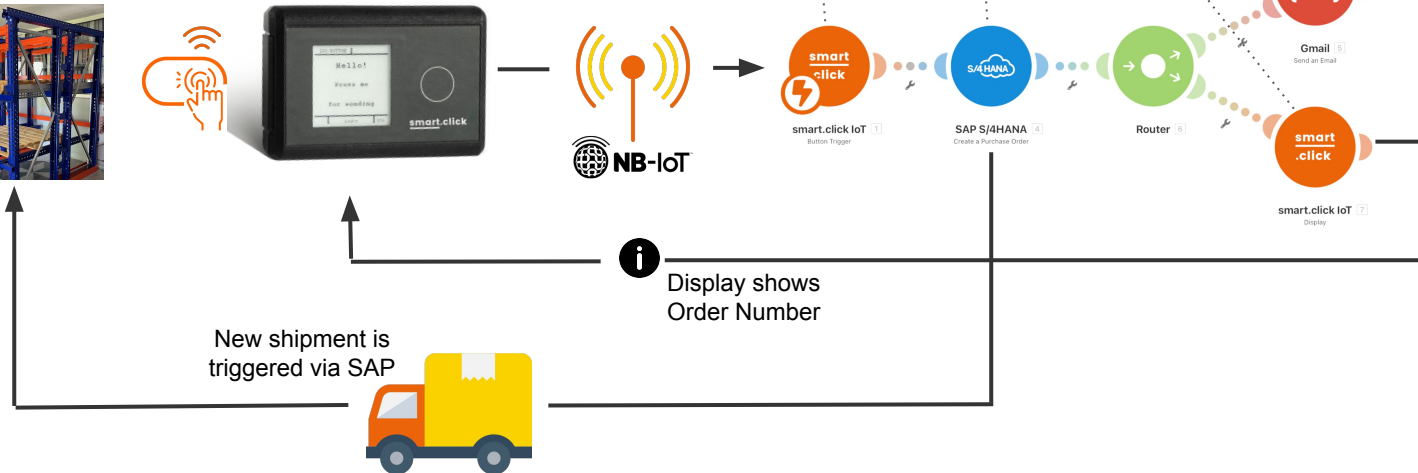 Hello!
Press me
for sending
smart.click
NB-IoT
smart
.click
smart.click IoT 1
Button Trigger
S/4HANA
SAP S/4HANA 4
Create a Purchase Order
Router 6
Gmail 5
Send an Email
smart
.click
smart.click IoT 7
Display
i
Display shows
Order Number
New shipment is
triggered via SAP